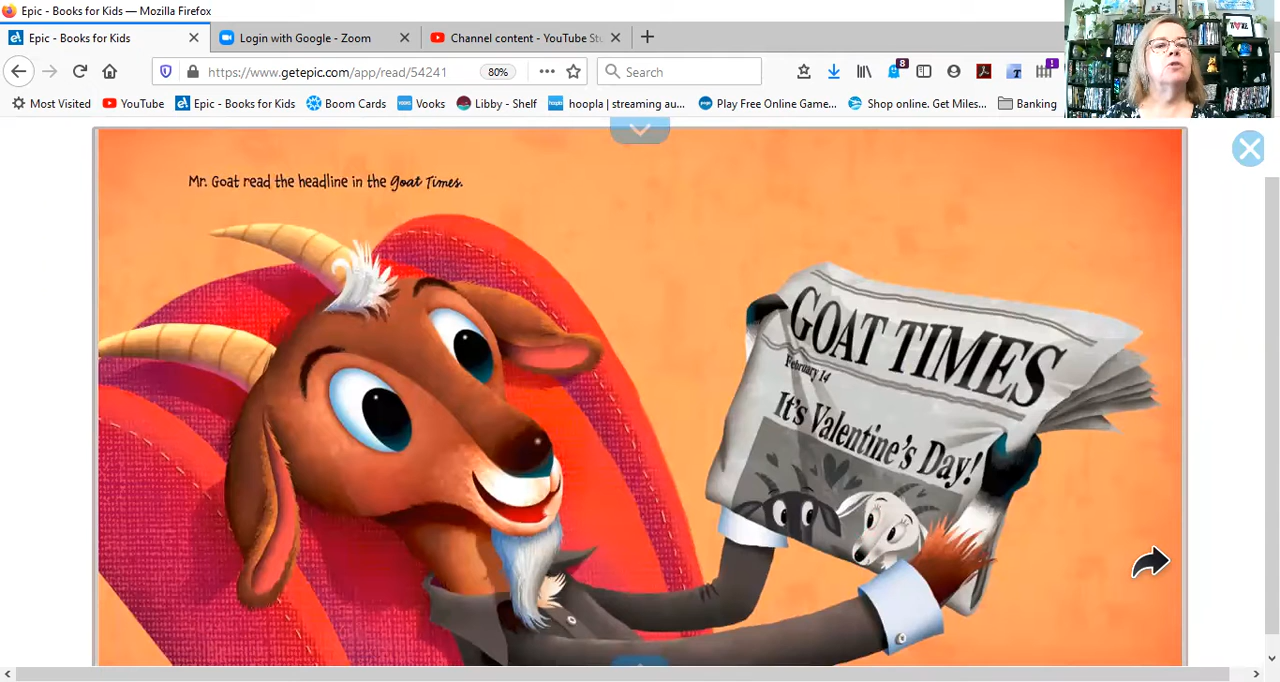 Epic - Books for Kids — Mozilla Firefox
Epic - Books for Kids
Login with Google - Zoom
Channel content - YouTube Stu
https://www.getepic.com/app/read/54241
80%
Search
8
1
Most Visited
YouTube
Epic - Books for Kids
Boom Cards
Vooks
Libby - Shelf
hoopla | streaming au...
Play Free Online Game...
Shop online. Get Miles...
Banking
Mr. Goat read the headline in the Goat Times.
GOAT TIMES
February 14
It's Valentine's Day!